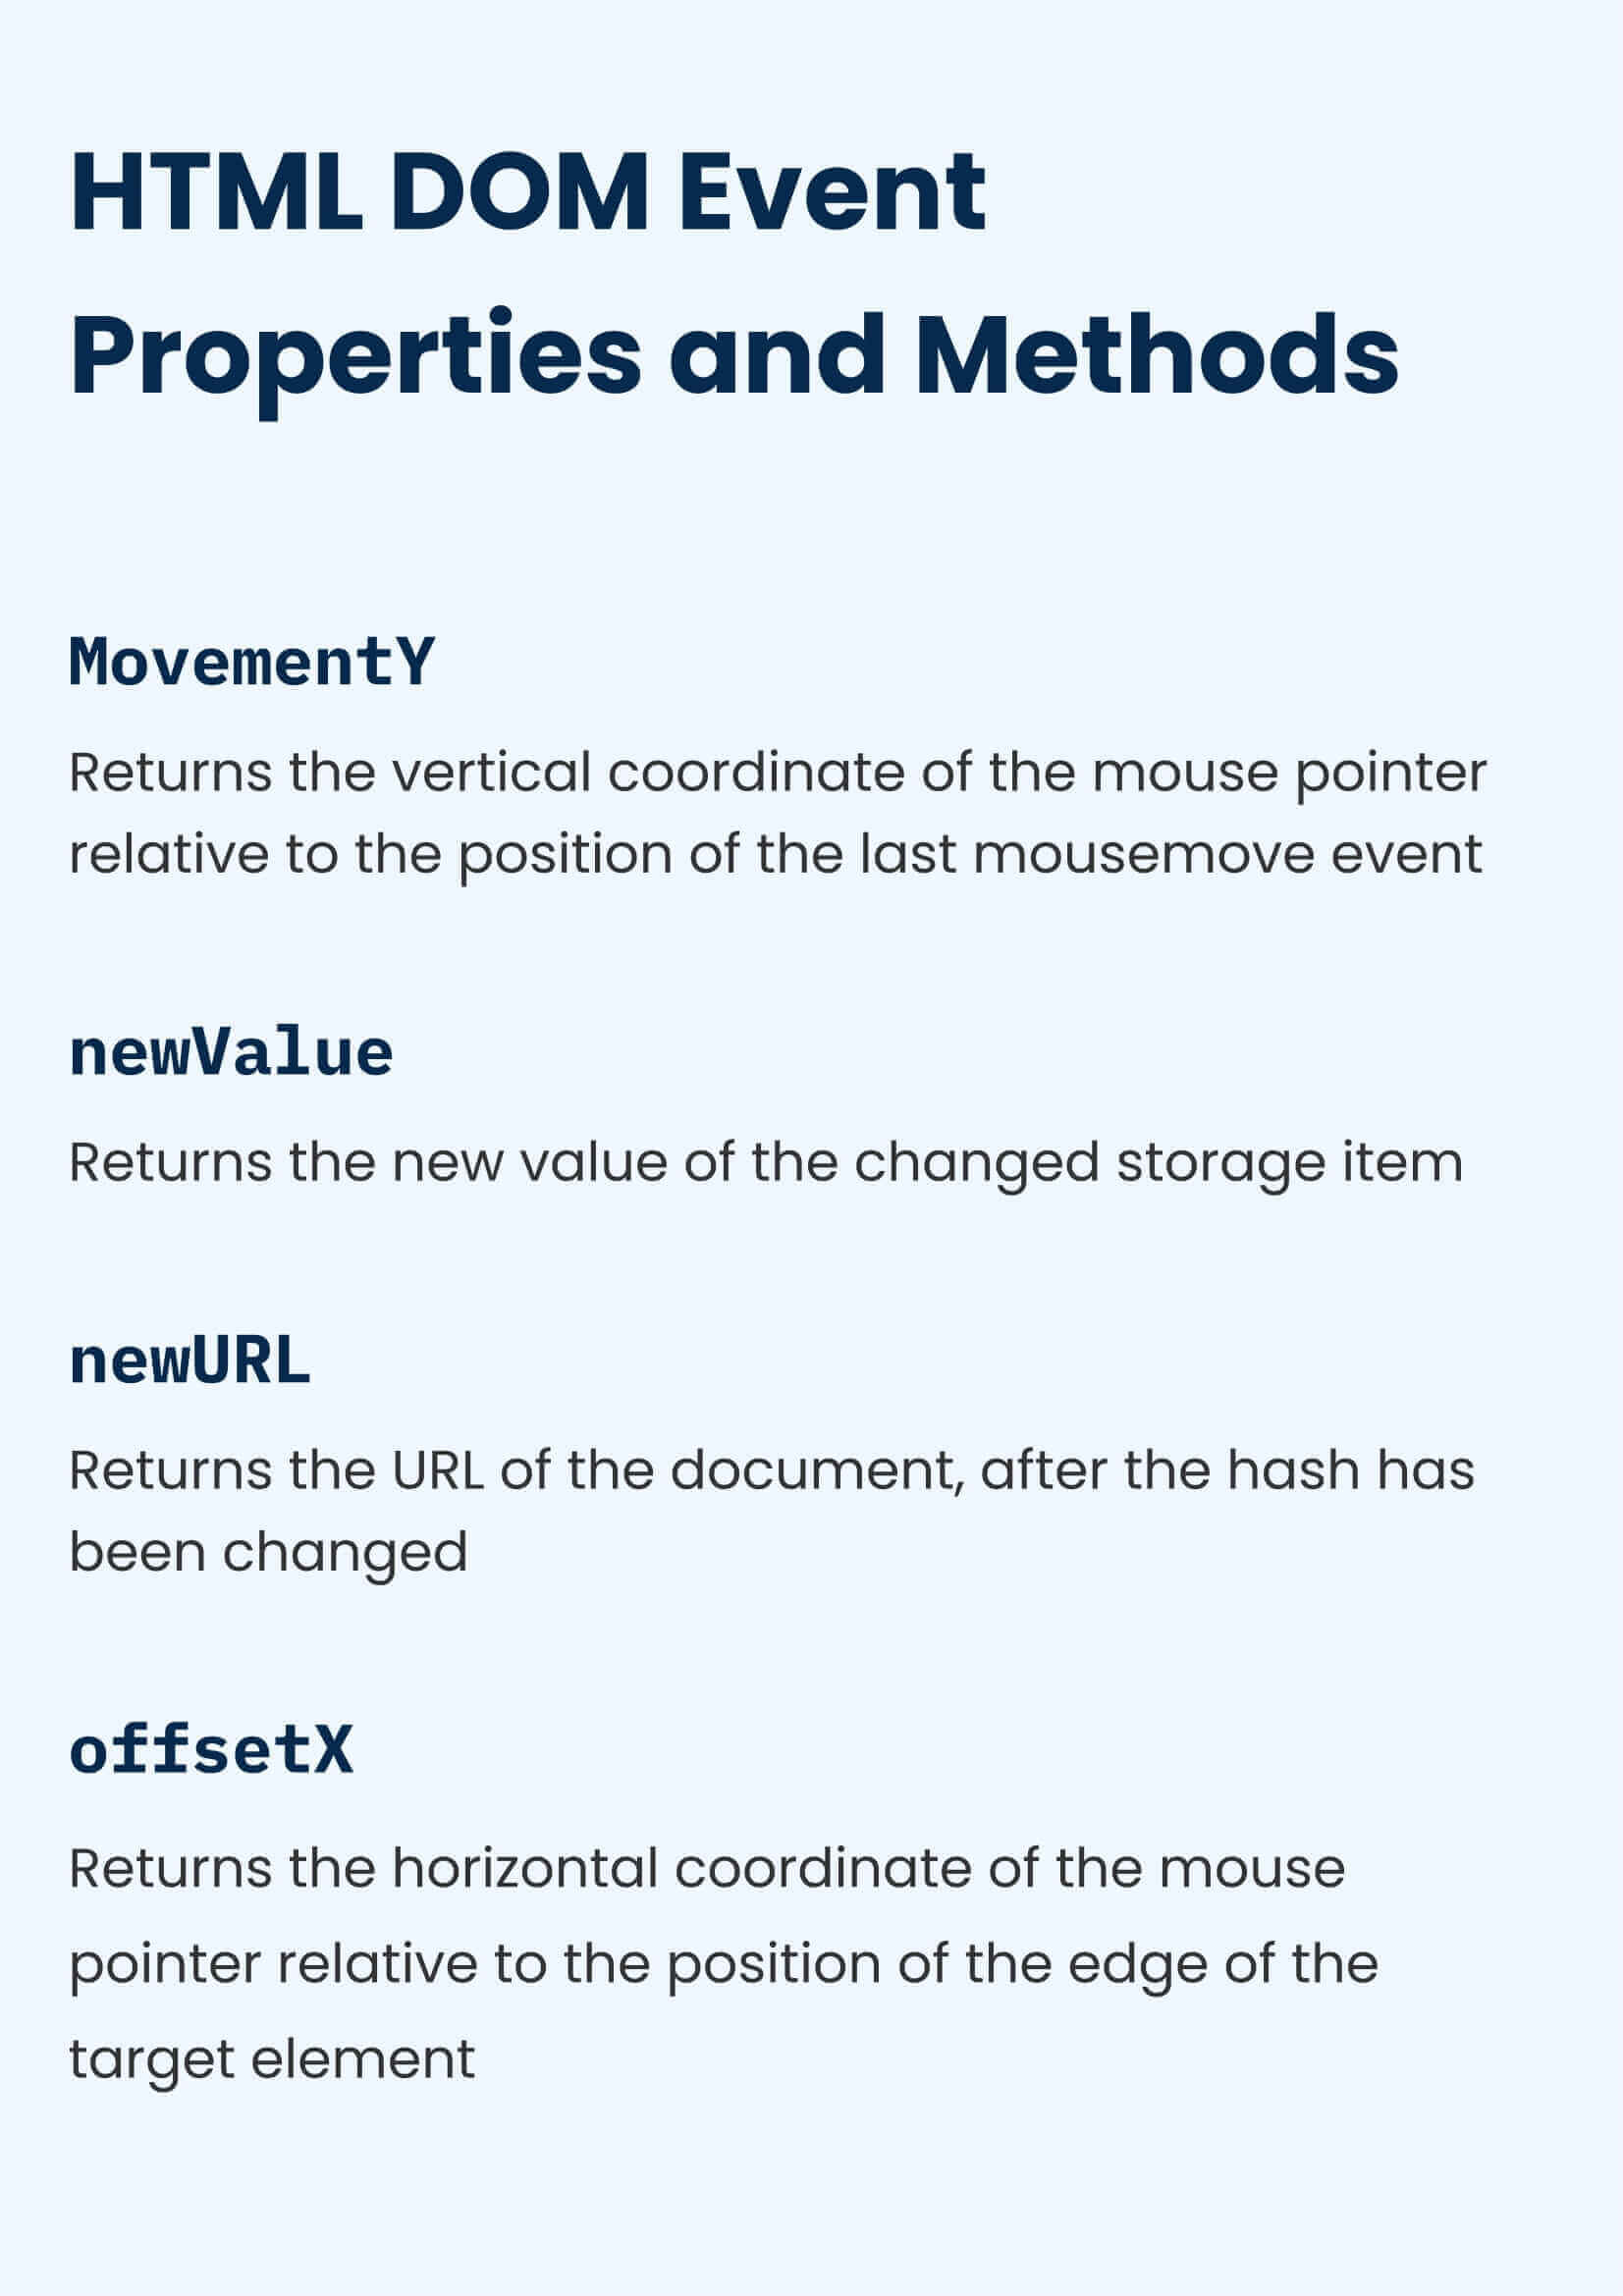 HTML DOM Event
Properties and Methods
MovementY
Returns the vertical coordinate of the mouse pointer
relative to the position of the last mousemove event
newValue
Returns the new value of the changed storage item
newURL
Returns the URL of the document, after the hash has
been changed
offsetX
Returns the horizontal coordinate of the mouse
pointer relative to the position of the edge of the
target element